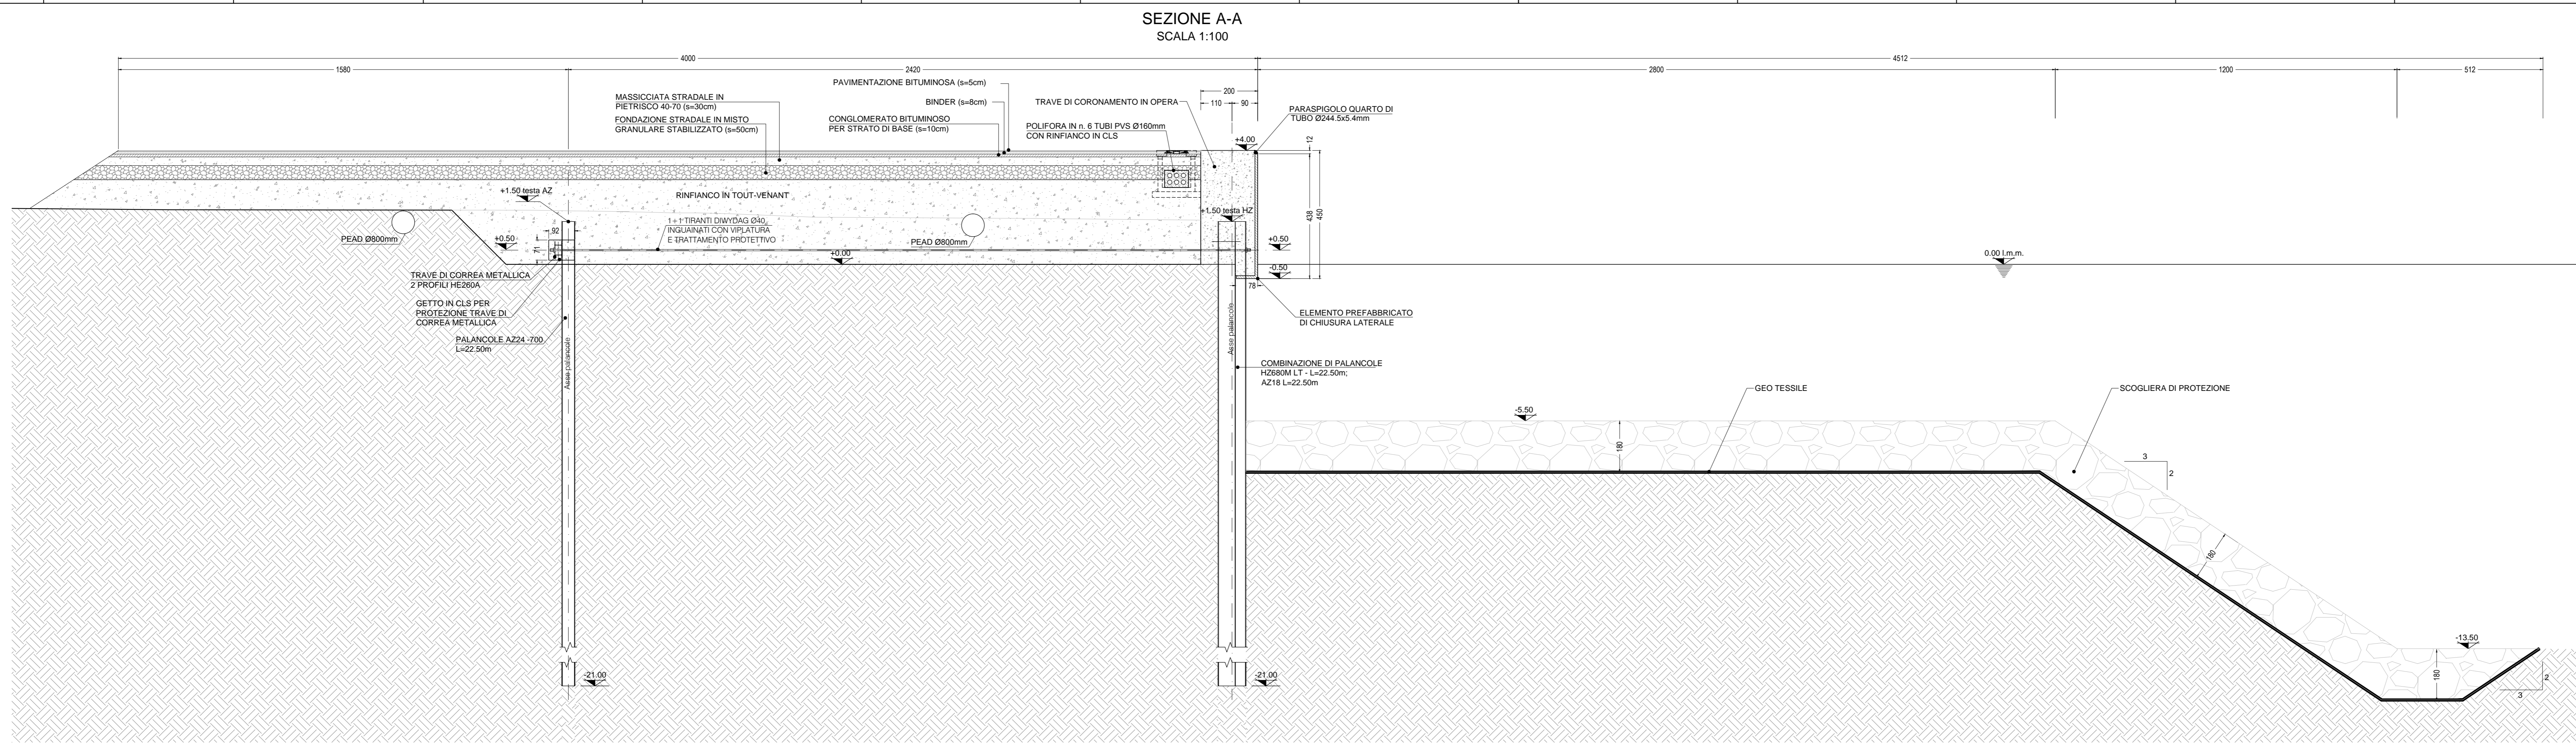 SEZIONE A-A
SCALA 1:100
4000
4512
1580
2420
2800
1200
512
PAVIMENTAZIONE BITUMINOSA (s=5cm)
MASSICCIATA STRADALE IN
PIETRISCO 40-70 (s=30cm)
BINDER (s=8cm)
FONDAZIONE STRADALE IN MISTO
GRANULARE STABILIZZATO (s=50cm)
CONGLOMERATO BITUMINOSO
PER STRATO DI BASE (s=10cm)
TRAVE DI CORONAMENTO IN OPERA
200
110
90
POLIFORA IN n. 6 TUBI PVS Ø160mm
CON RINFIANCO IN CLS
PARASPIGOLO QUARTO DI
TUBO Ø244.5x5.4mm
+4.00
12
438
450
+1.50 testa AZ
RINFIANCO IN TOUT-VENANT
1+1 TIRANTI DIWYDAG Ø40
INGUAINATI CON VIPLATURA
E TRATTAMENTO PROTETTIVO
PEAD Ø800mm
92
71
+0.50
PEAD Ø800mm
+0.00
+1.50 testa HZ
+0.50
-0.50
78
0.00 l.m.m.
TRAVE DI CORREA METALLICA
2 PROFILI HE260A
GETTO IN CLS PER
PROTEZIONE TRAVE DI
CORREA METALLICA
PALANCOLE AZ24 -700
L=22.50m
Asse palancole
Asse palancole
ELEMENTO PREFABBRICATO
DI CHIUSURA LATERALE
COMBINAZIONE DI PALANCOLE
HZ680M LT - L=22.50m;
AZ18 L=22.50m
-5.50
180
GEO TESSILE
SCOGLIERA DI PROTEZIONE
3
2
180
-13.50
180
3
2
-21.00
-21.00